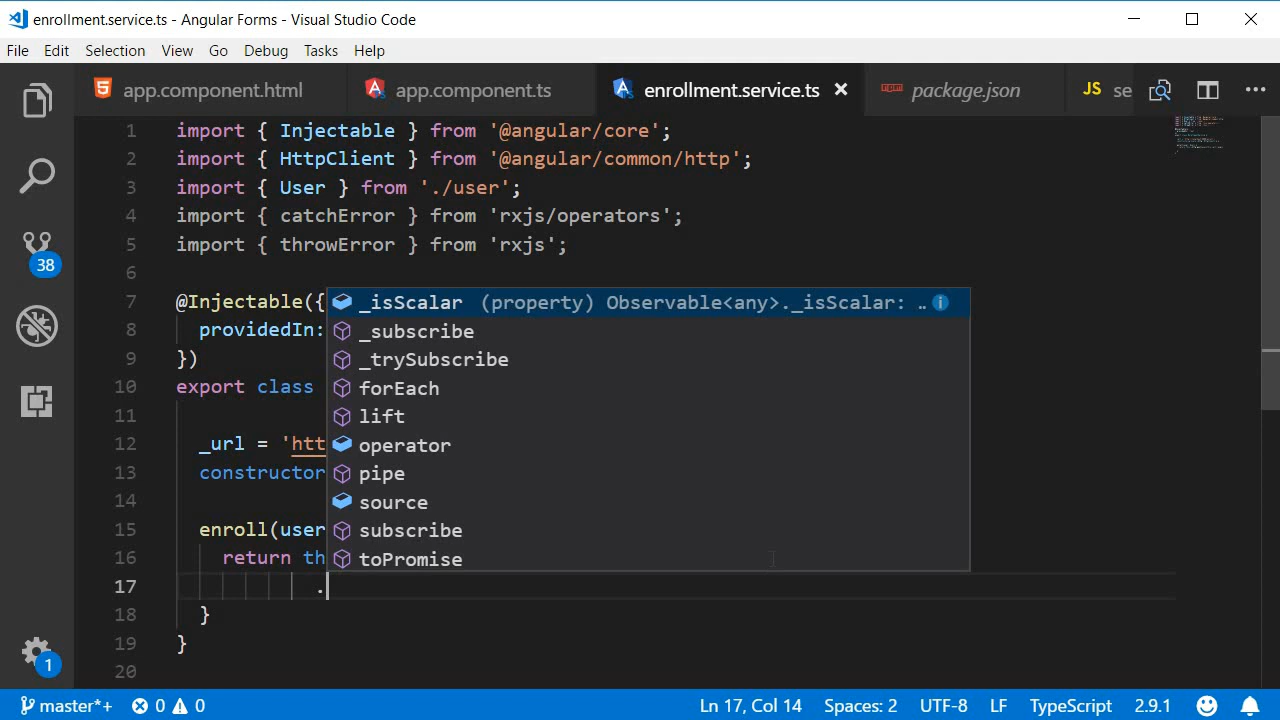 enrollment.service.ts - Angular Forms - Visual Studio Code
File Edit Selection View Go Debug Tasks Help
app.component.html app.component.ts enrollment.service.ts package.json JS se
1 import { Injectable } from '@angular/core';
2 import { HttpClient } from '@angular/common/http';
3 import { User } from './user';
4 import { catchError } from 'rxjs/operators';
5 import { throwError } from 'rxjs';
6
7 @Injectable({
_isScalar (property) Observable<any>._isScalar: ..
_subscribe
8 providedIn:
_trySubscribe
9 })
forEach
10 export class
lift
11
operator
12 _url = 'htt
pipe
13 constructor
source
14
subscribe
15 enroll(user
toPromise
16 return th
17 .
18 }
19 }
20
38
1
master*+ 0 0 Ln 17, Col 14 Spaces: 2 UTF-8 LF TypeScript 2.9.1